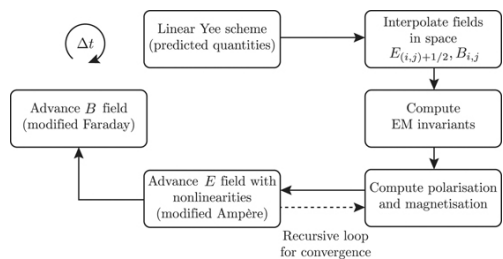 Δt
Linear Yee scheme
(predicted quantities)
Interpolate fields
in space
E(i,j)+1/2, Bi,j
Compute
EM invariants
Compute polarisation
and magnetisation
Advance E field with
nonlinearities
(modified Ampère)
Recursive loop
for convergence
Advance B field
(modified Faraday)